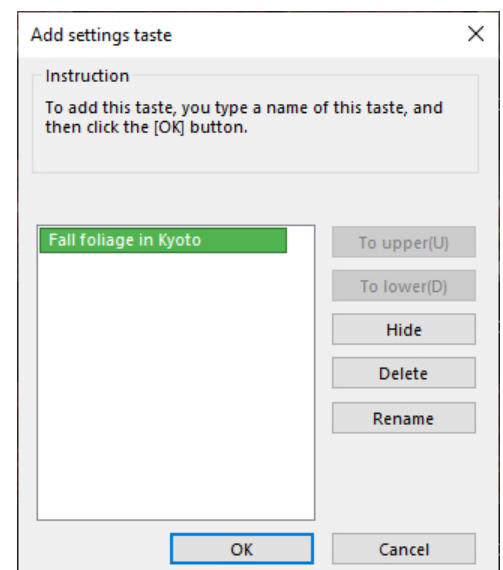 Add settings taste
Instruction
To add this taste, you type a name of this taste, and
then click the [OK] button.
Fall foliage in Kyoto
To upper(U)
To lower(D)
Hide
Delete
Rename
OK
Cancel